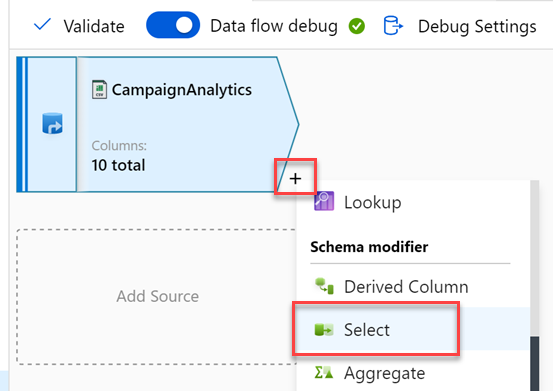 Validate Data flow debug Debug Settings
CampaignAnalytics
CSV
Columns:
10 total
+
Lookup
Schema modifier
Add Source
Derived Column
Select
Aggregate